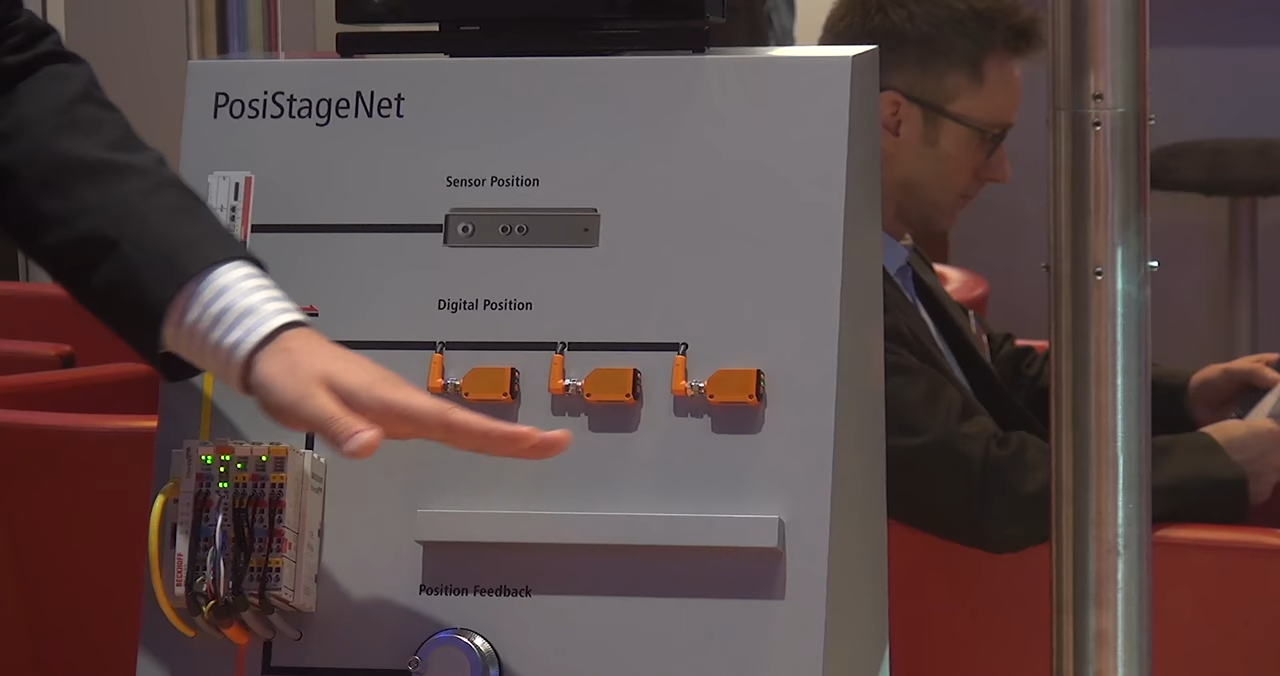 PosiStageNet
Sensor Position
Digital Position
BECKHOFF
Position Feedback